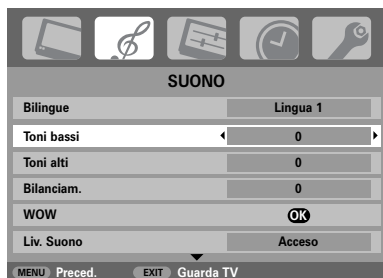 SUONO
Bilingue Lingua 1
Toni bassi 0
Toni alti 0
Bilanciam. 0
WOW OK
Liv. Suono Acceso
MENU Preced. EXIT Guarda TV